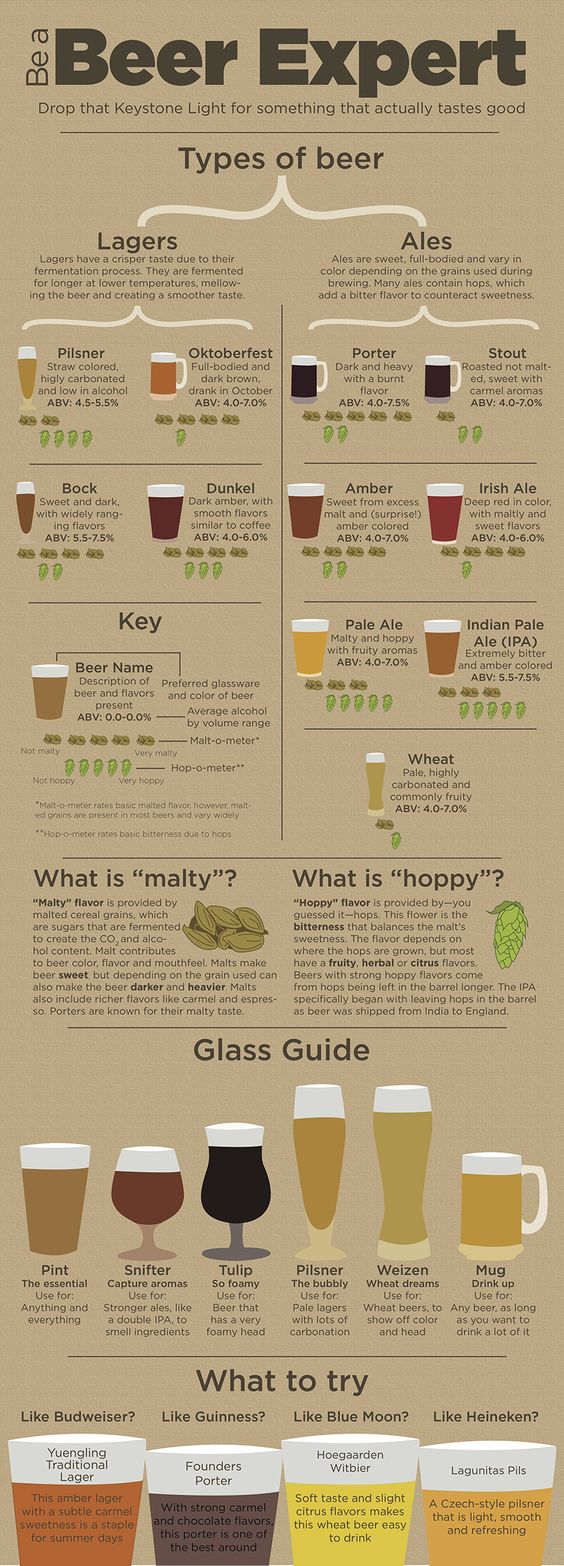 Be a
Beer Expert
Drop that Keystone Light for something that actually tastes good
Types of beer
Lagers
Lagers have a crisper taste due to their
fermentation process. They are fermented
for longer at lower temperatures, mellow-
ing the beer and creating a smoother taste.
Ales
Ales are sweet, full-bodied and vary in
color depending on the grains used during
brewing. Many ales contain hops, which
add a bitter flavor to counteract sweetness.
Pilsner
Straw colored,
higly carbonated
and low in alcohol
ABV: 4.5-5.5%
Oktoberfest
Full-bodied and
dark brown,
drank in October
ABV: 4.0-7.0%
Porter
Dark and heavy
with a burnt
flavor
ABV: 4.0-7.5%
Stout
Roasted not malt-
ed, sweet with
carmel aromas
ABV: 4.0-7.0%
Bock
Sweet and dark,
with widely rang-
ing flavors
ABV: 5.5-7.5%
Dunkel
Dark amber, with
smooth flavors
similar to coffee
ABV: 4.0-6.0%
Amber
Sweet from excess
malt and (surprise!)
amber colored
ABV: 4.0-7.0%
Irish Ale
Deep red in color,
with maltly and
sweet flavors
ABV: 4.0-6.0%
Key
Beer Name
Description of
beer and flavors
present
ABV: 0.0-0.0%
Preferred glassware
and color of beer
Average alcohol
by volume range
Malt-o-meter*
Not malty
Very malty
Hop-o-meter**
Not hoppy
Very hoppy
*Malt-o-meter rates basic malted flavor, however, malt-
ed grains are present in most beers and vary widely
**Hop-o-meter rates basic bitterness due to hops
Pale Ale
Malty and hoppy
with fruity aromas
ABV: 4.0-7.0%
Indian Pale
Ale (IPA)
Extremely bitter
and amber colored
ABV: 5.5-7.5%
Wheat
Pale, highly
carbonated and
commonly fruity
ABV: 4.0-7.0%
What is “malty”?
“Malty” flavor is provided by
malted cereal grains, which
are sugars that are fermented
to create the CO2 and alco-
hol content. Malt contributes
to beer color, flavor and mouthfeel. Malts make
beer sweet, but depending on the grain used can
also make the beer darker and heavier. Malts
also include richer flavors like carmel and espres-
so. Porters are known for their malty taste.
What is “hoppy”?
“Hoppy” flavor is provided by—you
guessed it—hops. This flower is the
bitterness that balances the malt’s
sweetness. The flavor depends on
where the hops are grown, but most
have a fruity, herbal or citrus flavors.
Beers with strong hoppy flavors come
from hops being left in the barrel longer. The IPA
specifically began with leaving hops in the barrel
as beer was shipped from India to England.
Glass Guide
Pint
The essential
Use for:
Anything and
everything
Snifter
Capture aromas
Use for:
Stronger ales, like
a double IPA, to
smell ingredients
Tulip
So foamy
Use for:
Beer that
has a very
foamy head
Pilsner
The bubbly
Use for:
Pale lagers
with lots of
carbonation
Weizen
Wheat dreams
Use for:
Wheat beers, to
show off color
and head
Mug
Drink up
Use for:
Any beer, as long
as you want to
drink a lot of it
What to try
Like Budweiser?
Yuengling
Traditional
Lager
This amber lager
with a subtle carmel
sweetness is a staple
for summer days
Like Guinness?
Founders
Porter
With strong carmel
and chocolate flavors,
this porter is one of
the best around
Like Blue Moon?
Hoegaarden
Witbier
Soft taste and slight
citrus flavors makes
this wheat beer easy
to drink
Like Heineken?
Lagunitas Pils
A Czech-style pilsner
that is light, smooth
and refreshing